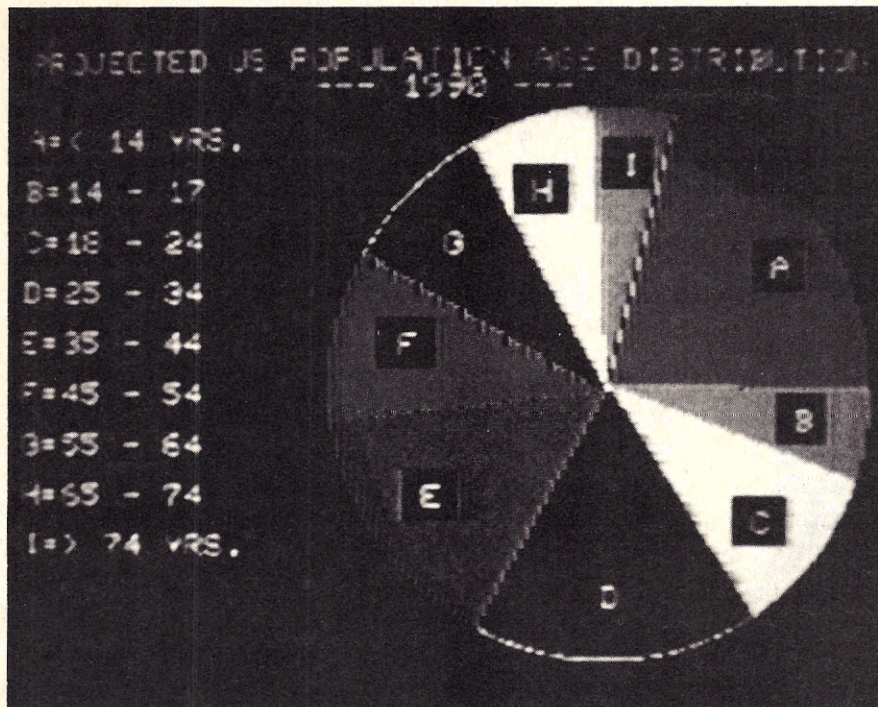 PROJECTED US POPULATION AGE DISTRIBUTION
--- 1990 ---
A=< 14 YRS.
B=14 - 17
C=18 - 24
D=25 - 34
E=35 - 44
F=45 - 54
G=55 - 64
H=65 - 74
I=> 74 YRS.
H
I
G
A
F
B
E
C
D